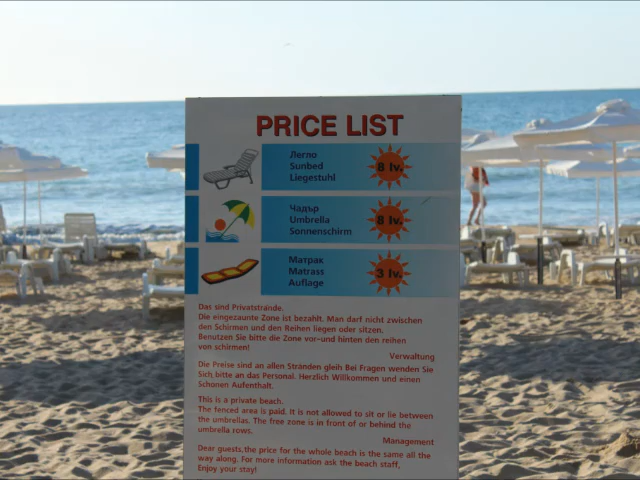 PRICE LIST
Легло
Sunbed
Liegestuhl
8 lv.
Чадър
Umbrella
Sonnenschirm
8 lv.
Матрак
Matrass
Auflage
3 lv.
Das sind Privatstrände.
Die eingezaunte Zone ist bezahlt. Man darf nicht zwischen
den Schirmen und den Reihen liegen oder sitzen.
Benutzen Sie bitte die Zone vor-und hinten den reihen
von schirmen!
Verwaltung
Die Preise sind an allen Stränden gleih Bei Fragen wenden Sie
Sich bitte an das Personal. Herzlich Willkommen und einen
Schonen Aufenthalt.
This is a private beach.
The fenced area is paid. It is not allowed to sit or lie between
the umbrellas. The free zone is in front of or behind the
umbrella rows.
Management
Dear guests,the price for the whole beach is the same all the
way along. For more information ask the beach staff,
Enjoy your stay!